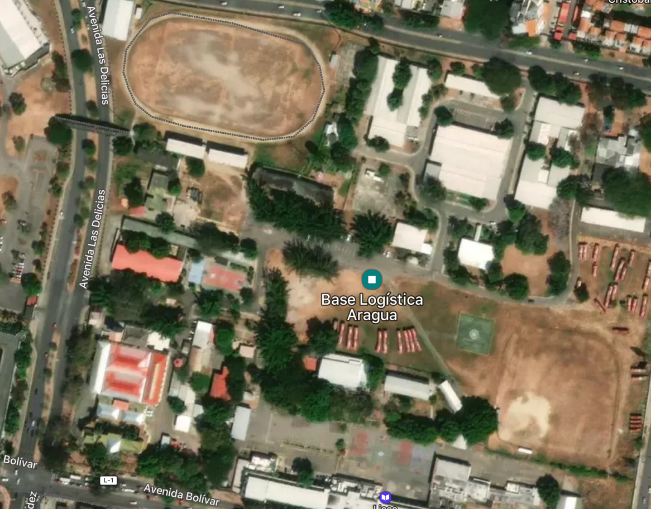 Avenida Las Delicias
Avenida Las Delicias
Base Logística
Aragua
Bolívar
L-1
Avenida Bolívar